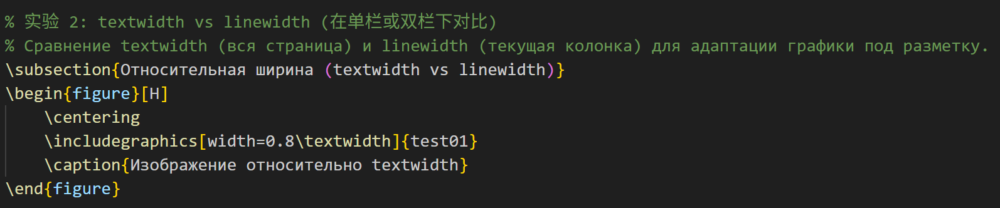 % 实验 2: textwidth vs linewidth (在单栏或双栏下对比)
% Сравнение textwidth (вся страница) и linewidth (текущая колонка) для адаптации графики под разметку.
\subsection{Относительная ширина (textwidth vs linewidth)}
\begin{figure}[H]
    \centering
    \includegraphics[width=0.8\textwidth]{test01}
    \caption{Изображение относительно textwidth}
\end{figure}